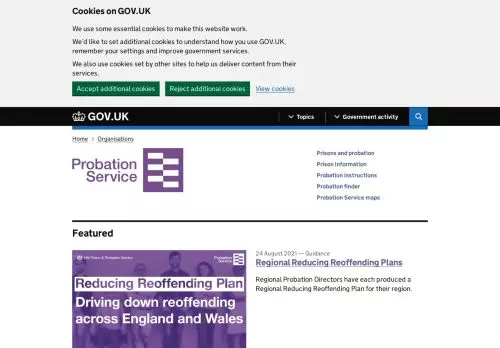 Cookies on GOV.UK
We use some essential cookies to make this website work.
We'd like to set additional cookies to understand how you use GOV.UK,
remember your settings and improve government services.
We also use cookies set by other sites to help us deliver content from their
services.
Accept additional cookies Reject additional cookies View cookies
GOV.UK Topics Government activity
Home Organisations
Probation
Service
Prisons and probation
Prison Information
Probation instructions
Probation finder
Probation Service maps
Featured
HM Prison & Probation Service
Probation
Service
Reducing Reoffending Plan
Driving down reoffending
across England and Wales
24 August 2021 — Guidance
Regional Reducing Reoffending Plans
Regional Probation Directors have each produced a
Regional Reducing Reoffending Plan for their region.